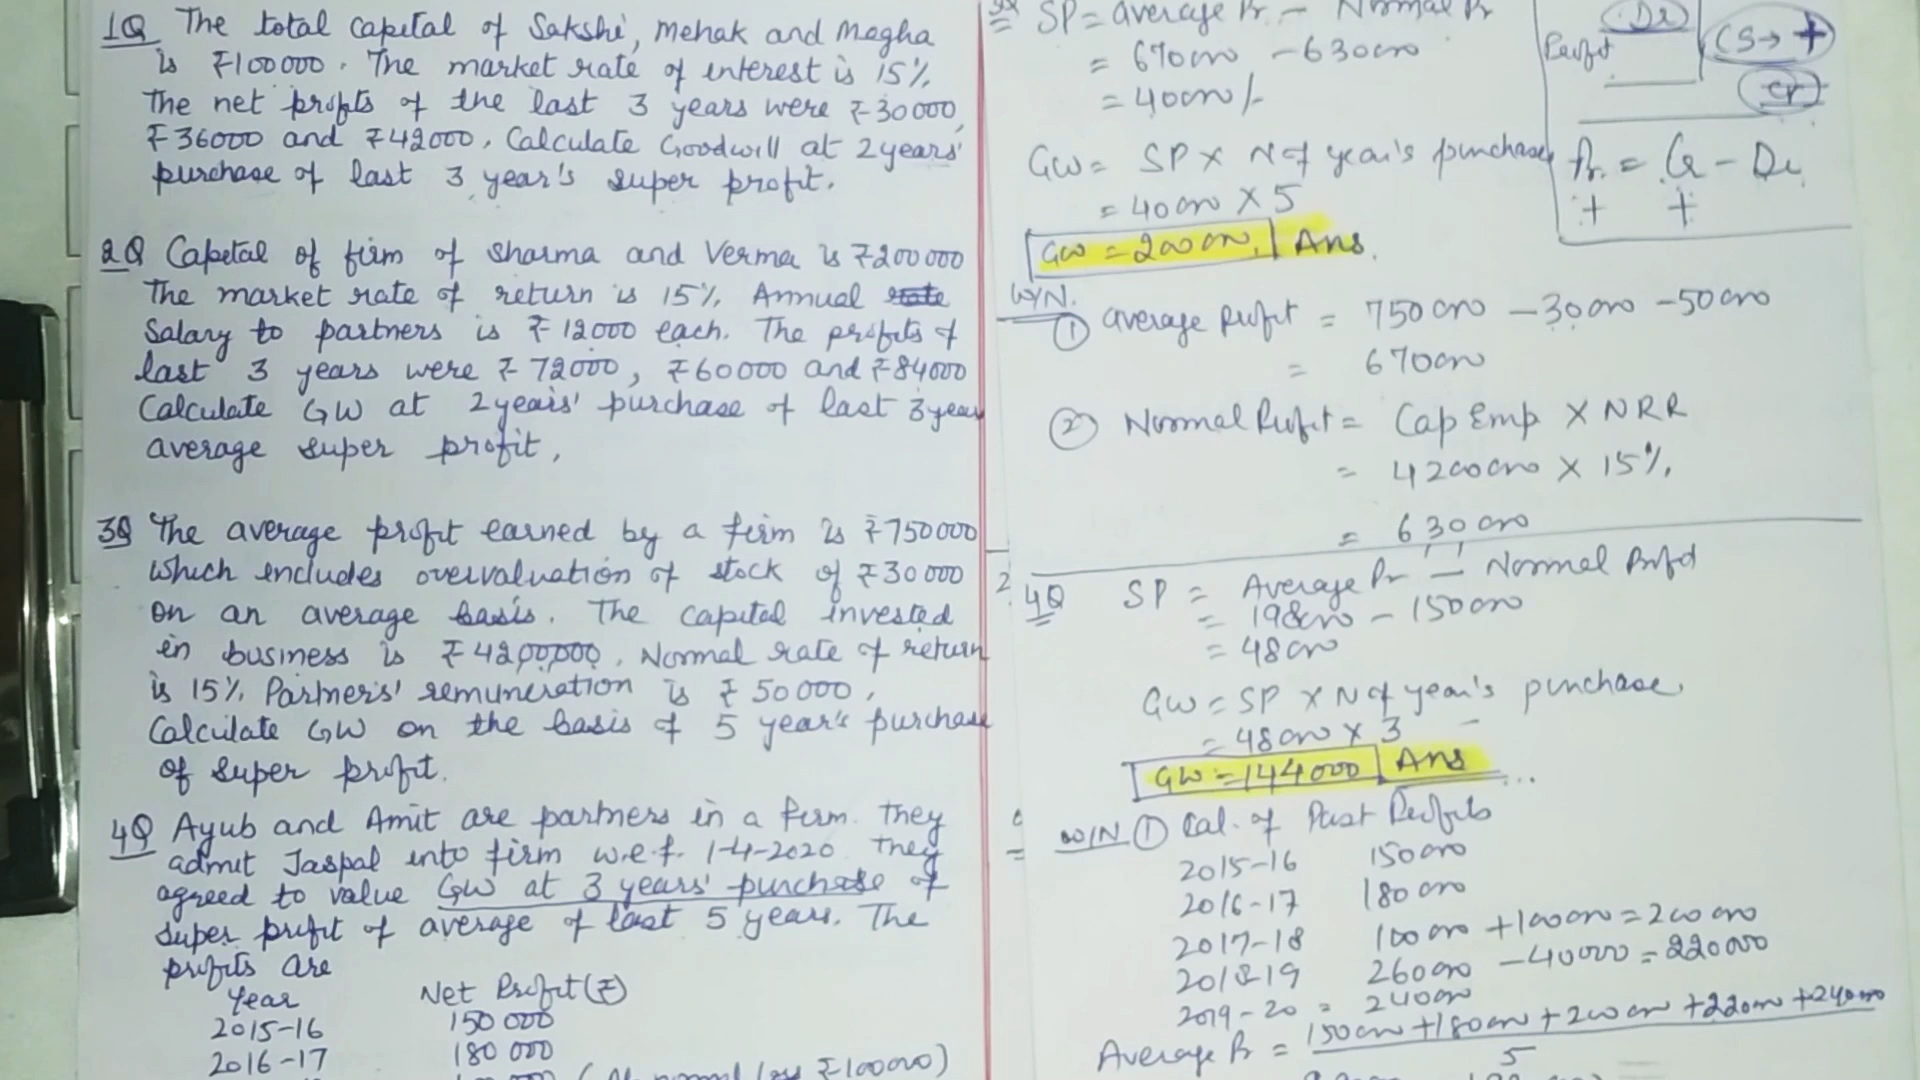 1Q The total capital of Sakshi, Mehak and Megha
is ₹100000. The market rate of interest is 15%
The net profits of the last 3 years were ₹30000,
₹36000 and ₹42000, Calculate Goodwill at 2 years'
purchase of last 3 year's super profit.
2Q Capital of firm of Sharma and Verma is ₹200000
The market rate of return is 15%. Annual
Salary to partners is ₹12000 each. The profits of
last 3 years were ₹72000, ₹60000 and ₹84000
Calculate GW at 2 years' purchase of last 3 year
average super profit,
3Q The average profit earned by a firm is ₹750000
which includes overvaluation of stock of ₹30000
on an average basis. The capital invested
in business is ₹4200000. Normal rate of return
is 15%. Partners' remuneration is ₹50000,
Calculate GW on the basis of 5 year's purchase
of super profit.
4Q Ayub and Amit are partners in a firm. They
admit Jaspal into firm w.e.f. 1-4-2020 They
agreed to value GW at 3 years' purchase of
super profit of average of last 5 years. The
profits are
Year Net Profit(₹)
2015-16 150000
2016-17 180000
SP = average Pr. - Normal Pr
= 670000 - 630000
= 40000/-
GW = SP X N of year's purchase
= 40000 X 5
GW = 200000. Ans.
W/N.
① average Profit = 750000 - 30000 - 50000
= 670000
② Normal Profit = Cap Emp X NRR
= 4200000 X 15%
= 630000
4Q SP = Average Pr - Normal Profit
= 198000 - 150000
= 48000
GW = SP X N of year's purchase
= 48000 X 3
GW = 144000 Ans
W/N ① Cal. of Past Profits
2015-16 150000
2016-17 180000
2017-18 100000 + 100000 = 200000
2018-19 260000 - 40000 = 220000
2019-20 = 240000
Average Pr = 150000 + 180000 + 200000 + 220000 + 240000
5
Profit
CS → +
Cr
+ +